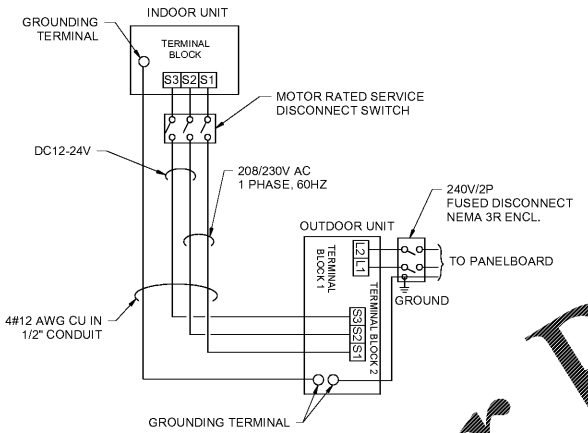 INDOOR UNIT
GROUNDING
TERMINAL
TERMINAL
BLOCK
S3 S2 S1
MOTOR RATED SERVICE
DISCONNECT SWITCH
DC12-24V
208/230V AC
1 PHASE, 60HZ
240V/2P
FUSED DISCONNECT
NEMA 3R ENCL.
OUTDOOR UNIT
TERMINAL
BLOCK 1
L2
L1
TO PANELBOARD
GROUND
TERMINAL BLOCK 2
S3
S2
S1
4#12 AWG CU IN
1/2" CONDUIT
GROUNDING TERMINAL